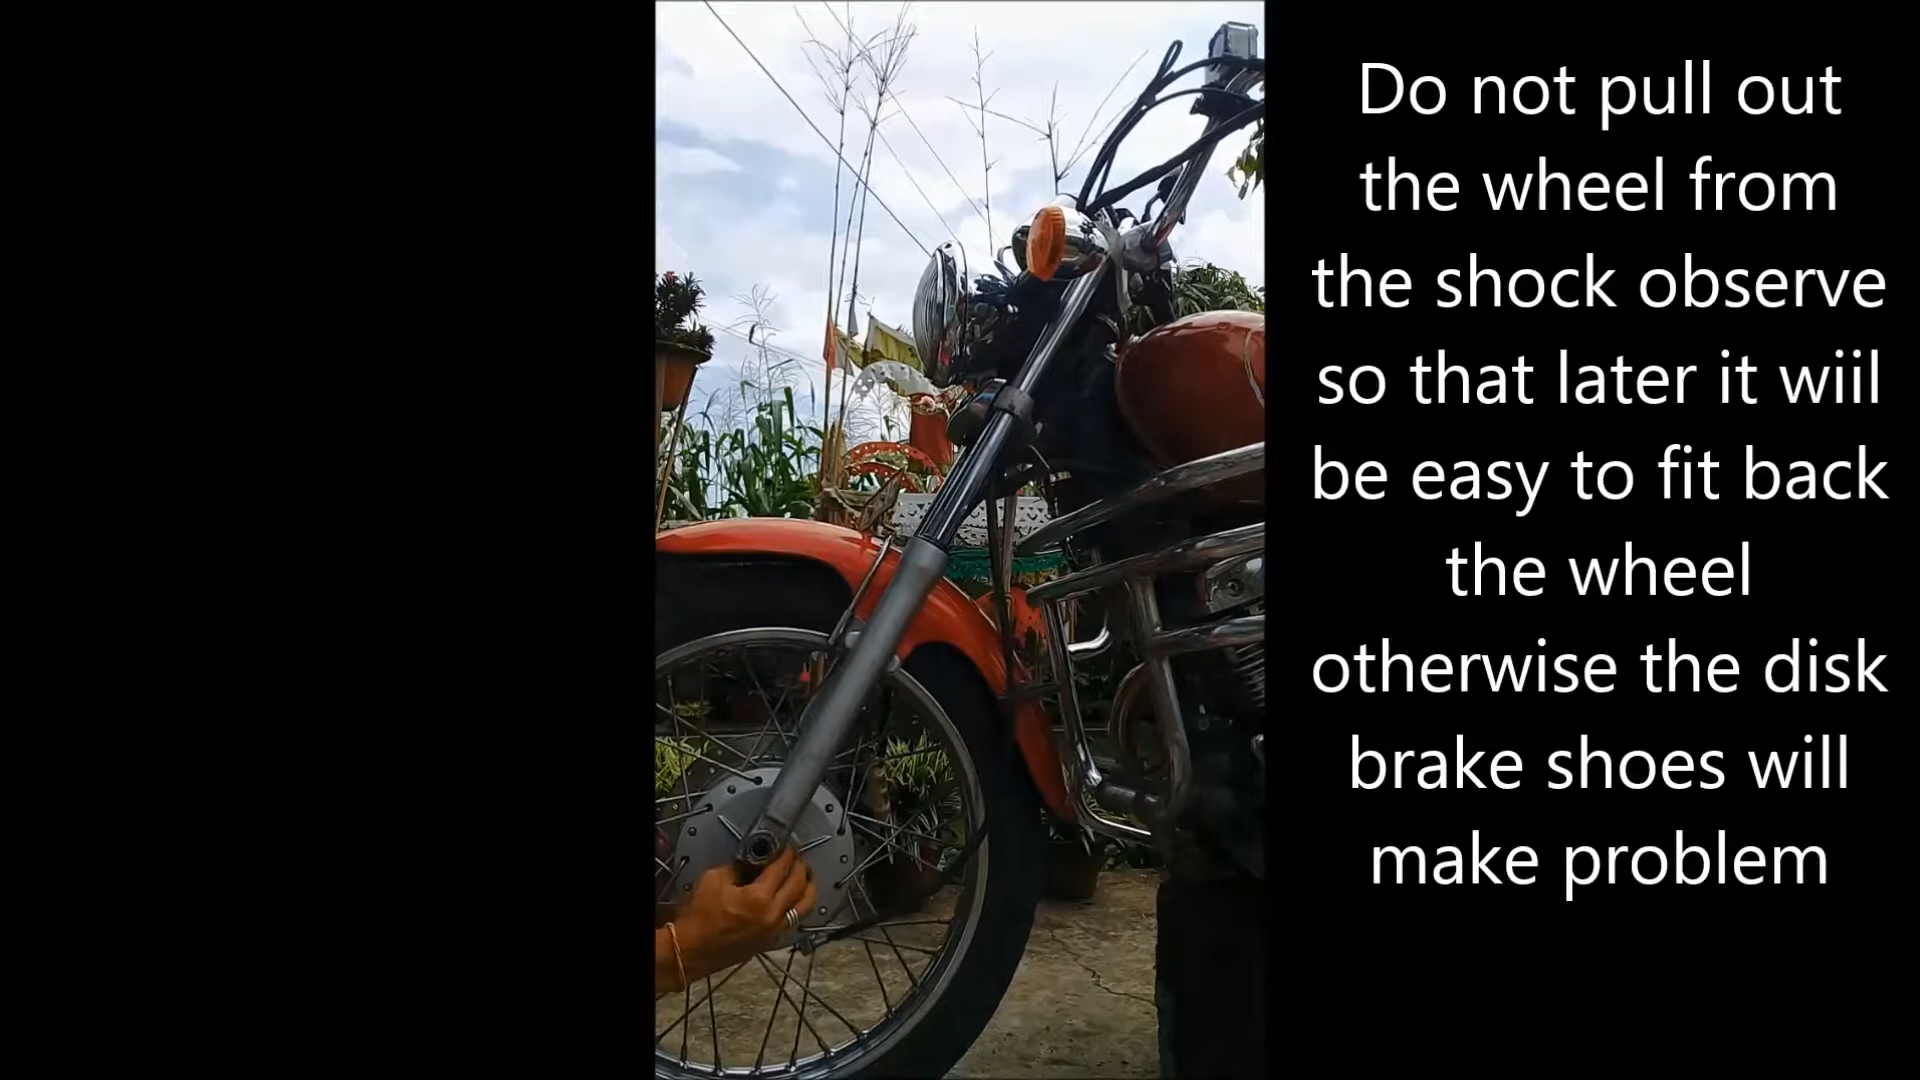 Do not pull out
the wheel from
the shock observe
so that later it wiil
be easy to fit back
the wheel
otherwise the disk
brake shoes will
make problem